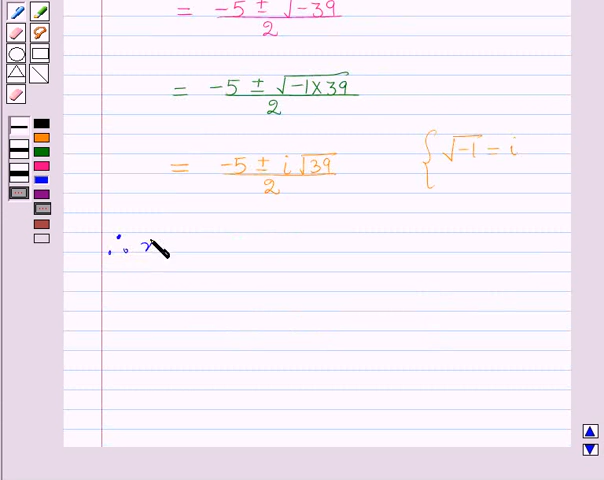 = (-5 ± √-39)/2
= (-5 ± √-1×39)/2
= (-5 ± i√39)/2 {√-1 = i
∴